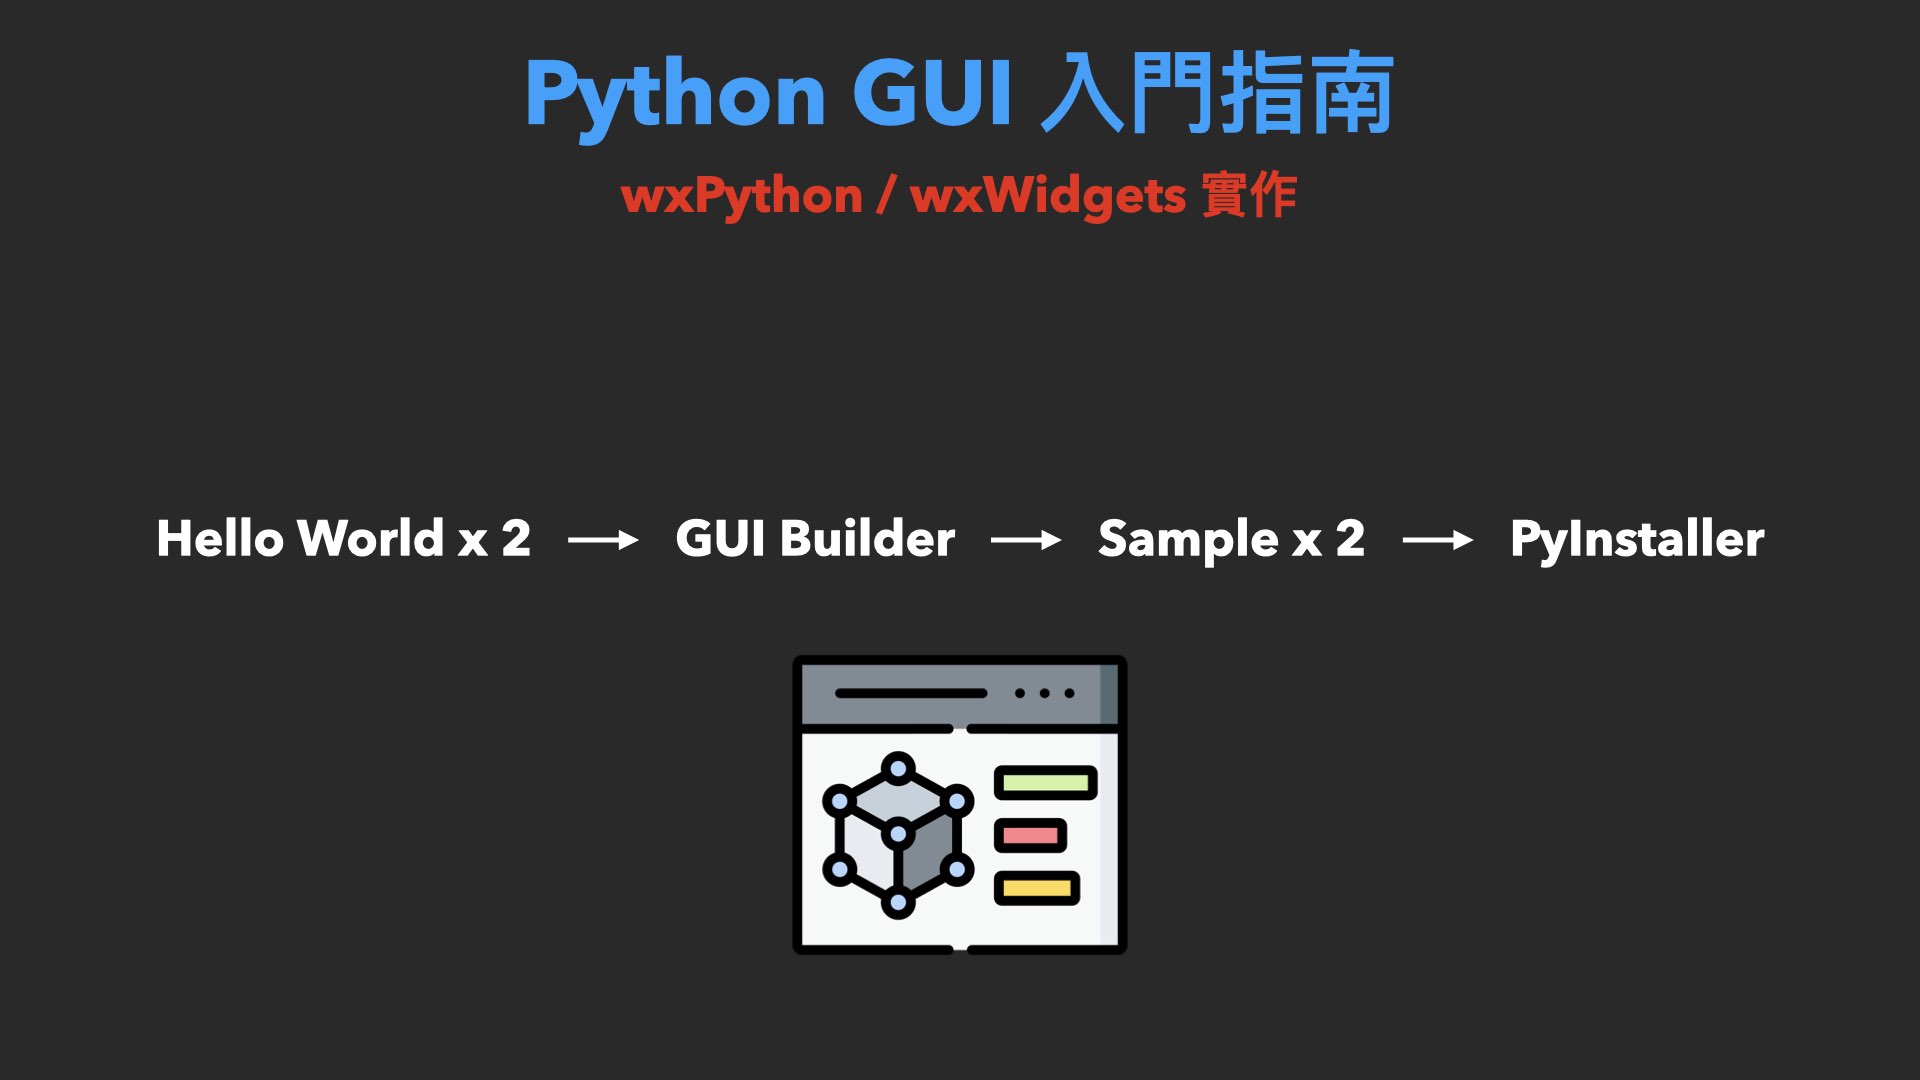 Python GUI 入門指南
wxPython / wxWidgets 實作
Hello World x 2 → GUI Builder → Sample x 2 → PyInstaller